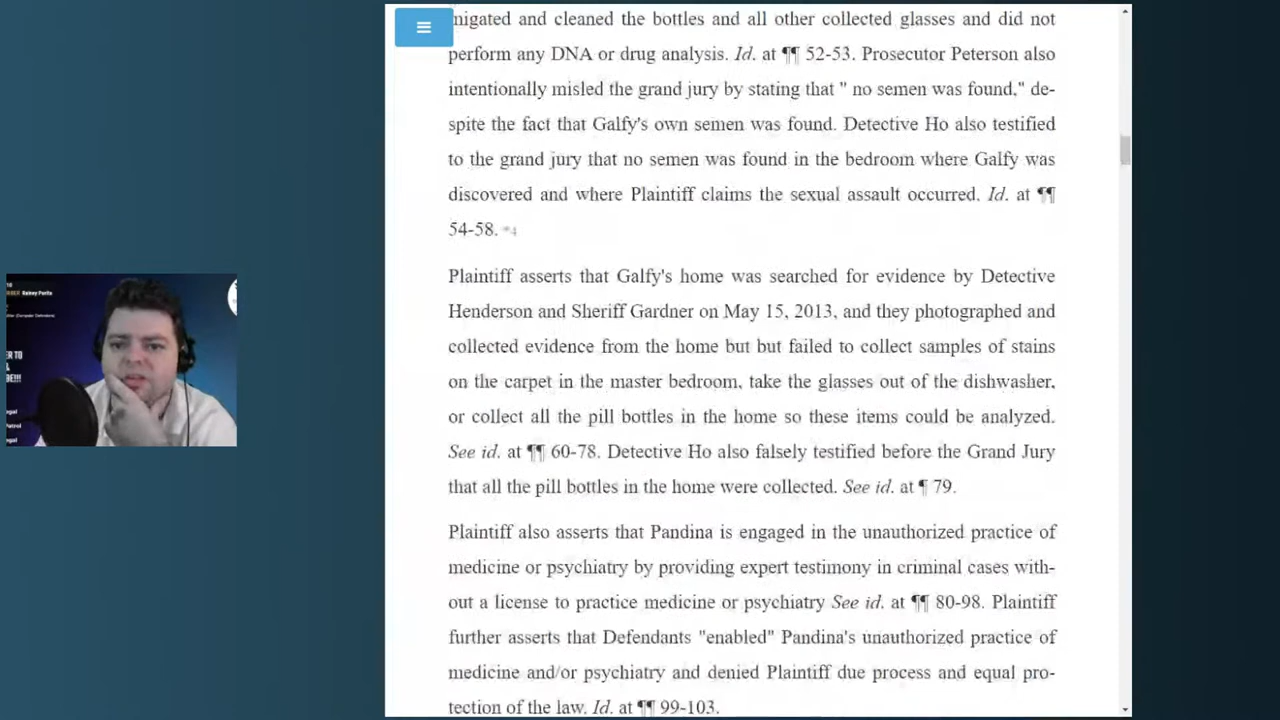 nigated and cleaned the bottles and all other collected glasses and did not
perform any DNA or drug analysis. Id. at ¶¶ 52-53. Prosecutor Peterson also
intentionally misled the grand jury by stating that " no semen was found," de-
spite the fact that Galfy's own semen was found. Detective Ho also testified
to the grand jury that no semen was found in the bedroom where Galfy was
discovered and where Plaintiff claims the sexual assault occurred. Id. at ¶¶
54-58. *4
Plaintiff asserts that Galfy's home was searched for evidence by Detective
Henderson and Sheriff Gardner on May 15, 2013, and they photographed and
collected evidence from the home but but failed to collect samples of stains
on the carpet in the master bedroom, take the glasses out of the dishwasher,
or collect all the pill bottles in the home so these items could be analyzed.
See id. at ¶¶ 60-78. Detective Ho also falsely testified before the Grand Jury
that all the pill bottles in the home were collected. See id. at ¶ 79.
Plaintiff also asserts that Pandina is engaged in the unauthorized practice of
medicine or psychiatry by providing expert testimony in criminal cases with-
out a license to practice medicine or psychiatry See id. at ¶¶ 80-98. Plaintiff
further asserts that Defendants "enabled" Pandina's unauthorized practice of
medicine and/or psychiatry and denied Plaintiff due process and equal pro-
tection of the law. Id. at ¶¶ 99-103.